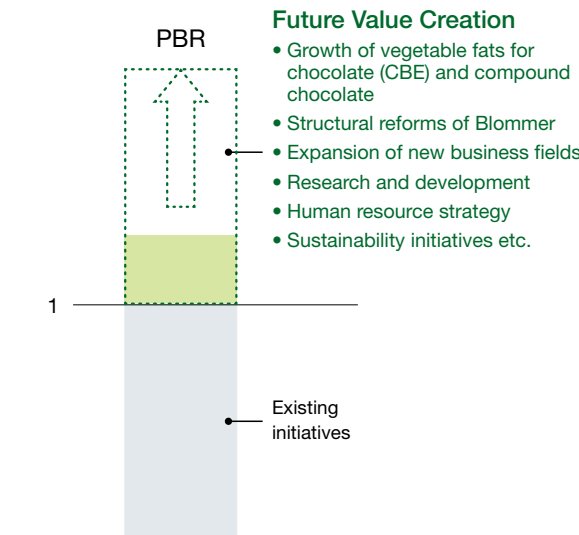 PBR
Future Value Creation
• Growth of vegetable fats for
chocolate (CBE) and compound
chocolate
• Structural reforms of Blommer
• Expansion of new business fields
• Research and development
• Human resource strategy
• Sustainability initiatives etc.
1
Existing
initiatives